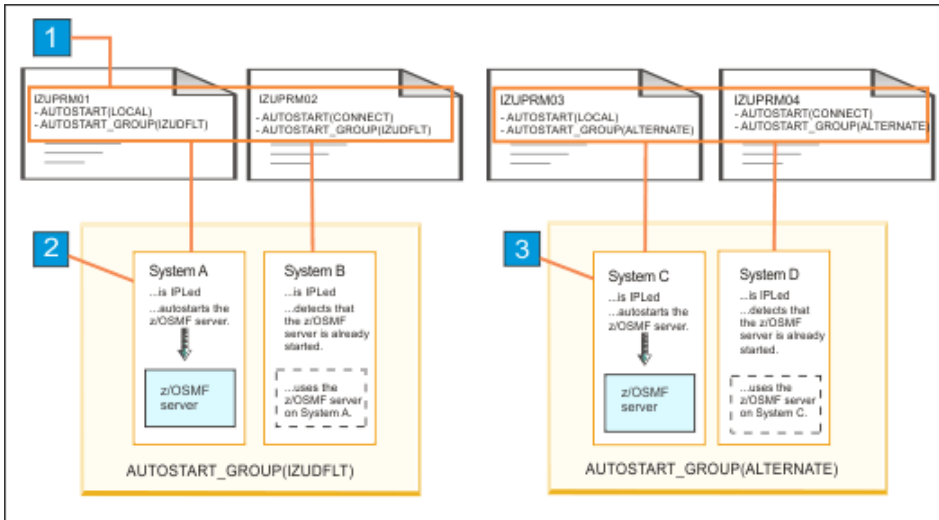 1
IZUPRM01
- AUTOSTART(LOCAL)
- AUTOSTART_GROUP(IZUDFLT)
IZUPRM02
- AUTOSTART(CONNECT)
- AUTOSTART_GROUP(IZUDFLT)
IZUPRM03
- AUTOSTART(LOCAL)
- AUTOSTART_GROUP(ALTERNATE)
IZUPRM04
- AUTOSTART(CONNECT)
- AUTOSTART_GROUP(ALTERNATE)
2
System A
...is IPLed
...autostarts the
z/OSMF server.
z/OSMF
server
System B
...is IPLed
...detects that
the z/OSMF
server is already
started.
...uses the
z/OSMF server
on System A.
AUTOSTART_GROUP(IZUDFLT)
3
System C
...is IPLed
...autostarts the
z/OSMF server.
z/OSMF
server
System D
...is IPLed
...detects that
the z/OSMF
server is already
started.
...uses the
z/OSMF server
on System C.
AUTOSTART_GROUP(ALTERNATE)